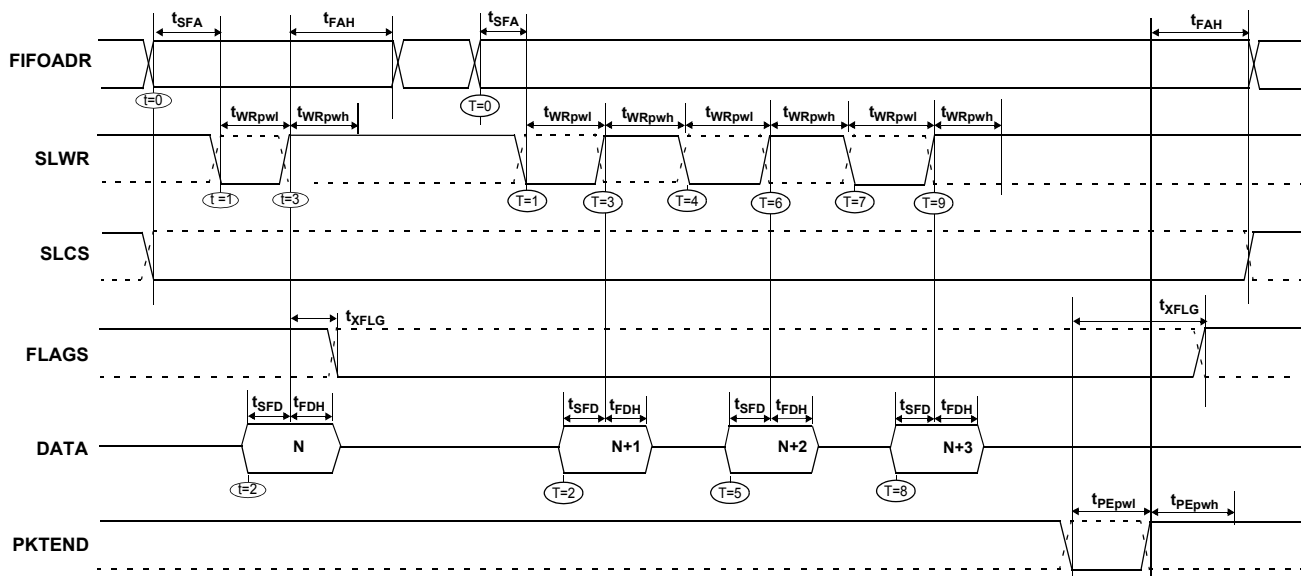 tSFA tFAH tSFA tFAH
FIFOADR
t=0 T=0
tWRpwl tWRpwh tWRpwl tWRpwh tWRpwl tWRpwh tWRpwl tWRpwh
SLWR
t =1 t=3 T=1 T=3 T=4 T=6 T=7 T=9
SLCS
tXFLG tXFLG
FLAGS
tSFD tFDH tSFD tFDH tSFD tFDH tSFD tFDH
DATA N N+1 N+2 N+3
t=2 T=2 T=5 T=8
tPEpwl tPEpwh
PKTEND